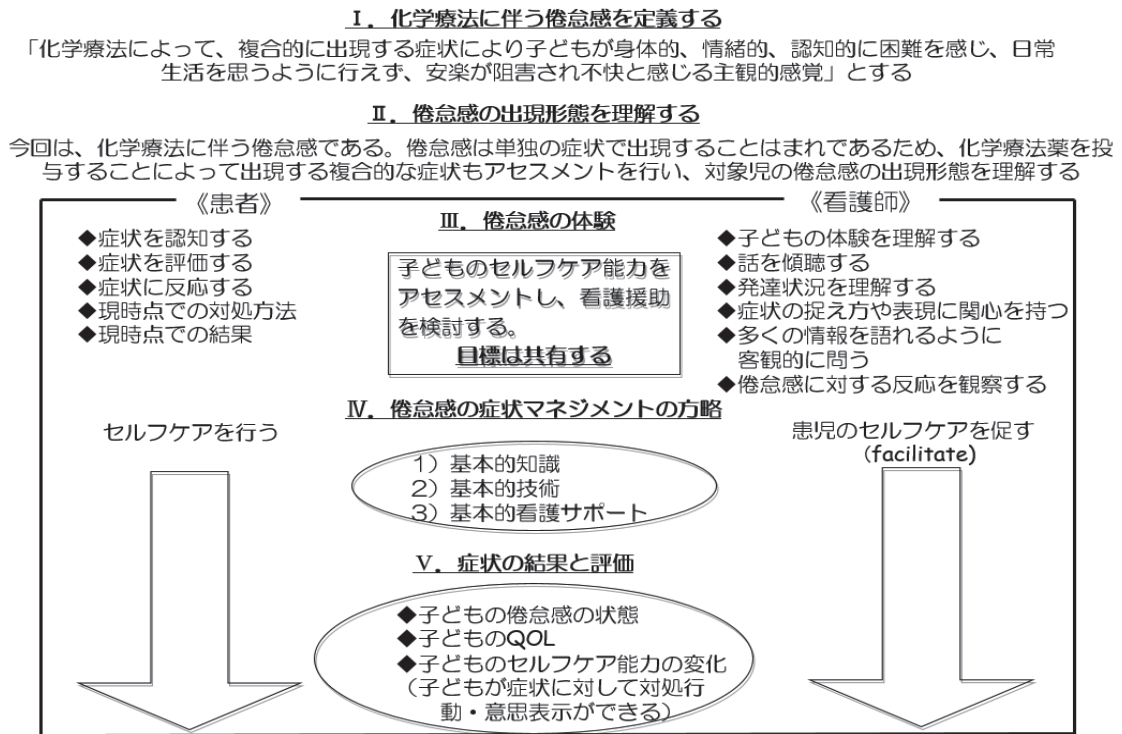 Ⅰ．化学療法に伴う倦怠感を定義する
「化学療法によって、複合的に出現する症状により子どもが身体的、情緒的、認知的に困難を感じ、日常
生活を思うように行えず、安楽が阻害され不快と感じる主観的感覚」とする
Ⅱ．倦怠感の出現形態を理解する
今回は、化学療法に伴う倦怠感である。倦怠感は単独の症状で出現することはまれであるため、化学療法薬を投
与することによって出現する複合的な症状もアセスメントを行い、対象児の倦怠感の出現形態を理解する
《患者》
◆症状を認知する
◆症状を評価する
◆症状に反応する
◆現時点での対処方法
◆現時点での結果
セルフケアを行う
Ⅲ．倦怠感の体験
子どものセルフケア能力を
アセスメントし、看護援助
を検討する。
目標は共有する
《看護師》
◆子どもの体験を理解する
◆話を傾聴する
◆発達状況を理解する
◆症状の捉え方や表現に関心を持つ
◆多くの情報を語れるように
客観的に問う
◆倦怠感に対する反応を観察する
患児のセルフケアを促す
（facilitate)
Ⅳ．倦怠感の症状マネジメントの方略
1）基本的知識
2）基本的技術
3）基本的看護サポート
Ⅴ．症状の結果と評価
◆子どもの倦怠感の状態
◆子どものQOL
◆子どものセルフケア能力の変化
（子どもが症状に対して対処行
動・意思表示ができる）